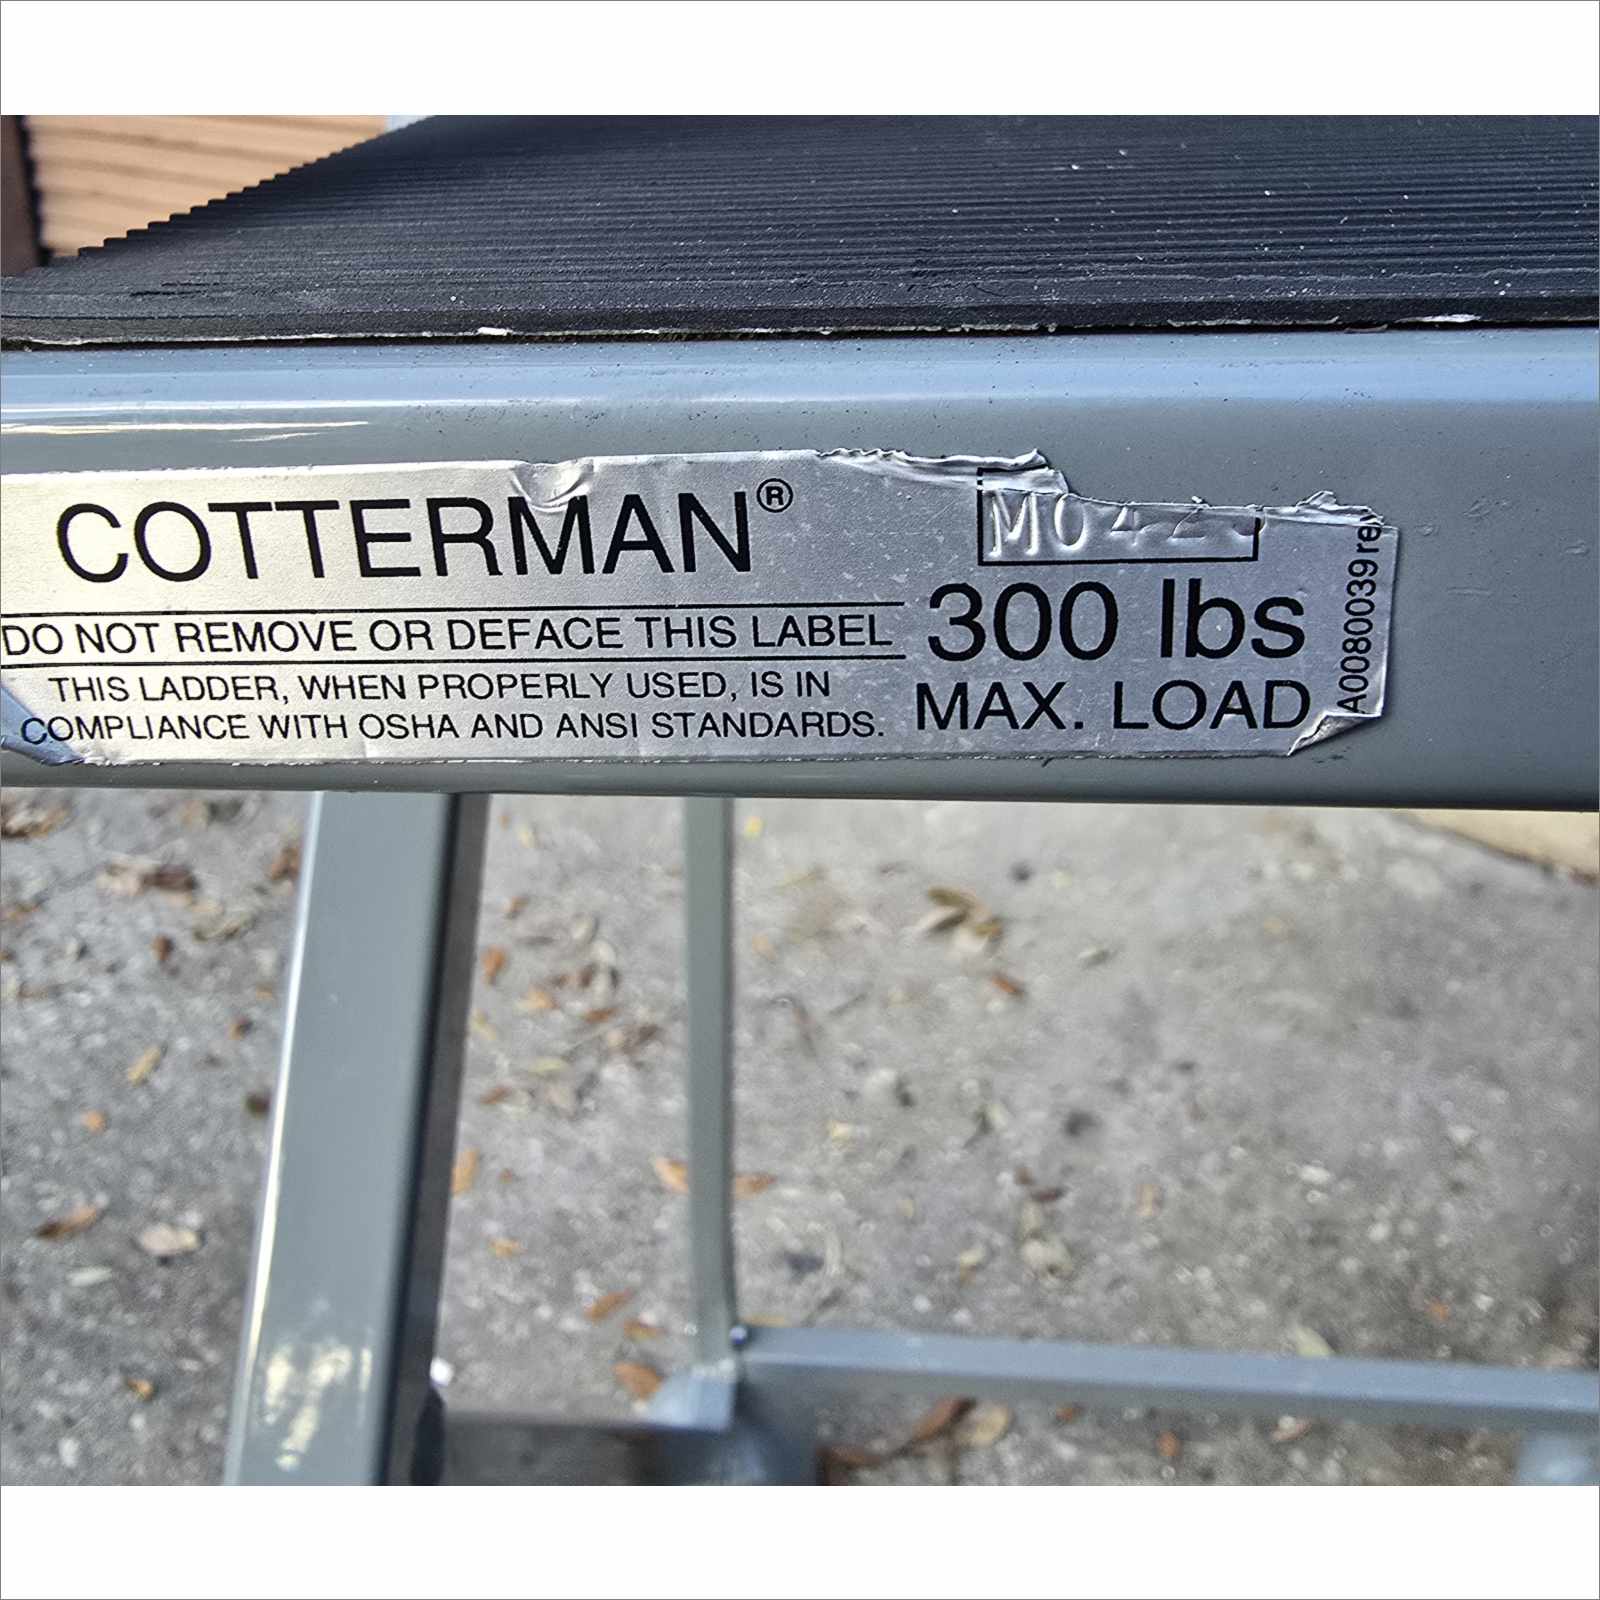 COTTERMAN®
DO NOT REMOVE OR DEFACE THIS LABEL
THIS LADDER, WHEN PROPERLY USED, IS IN
COMPLIANCE WITH OSHA AND ANSI STANDARDS.
300 lbs
MAX. LOAD
A0080039 rev